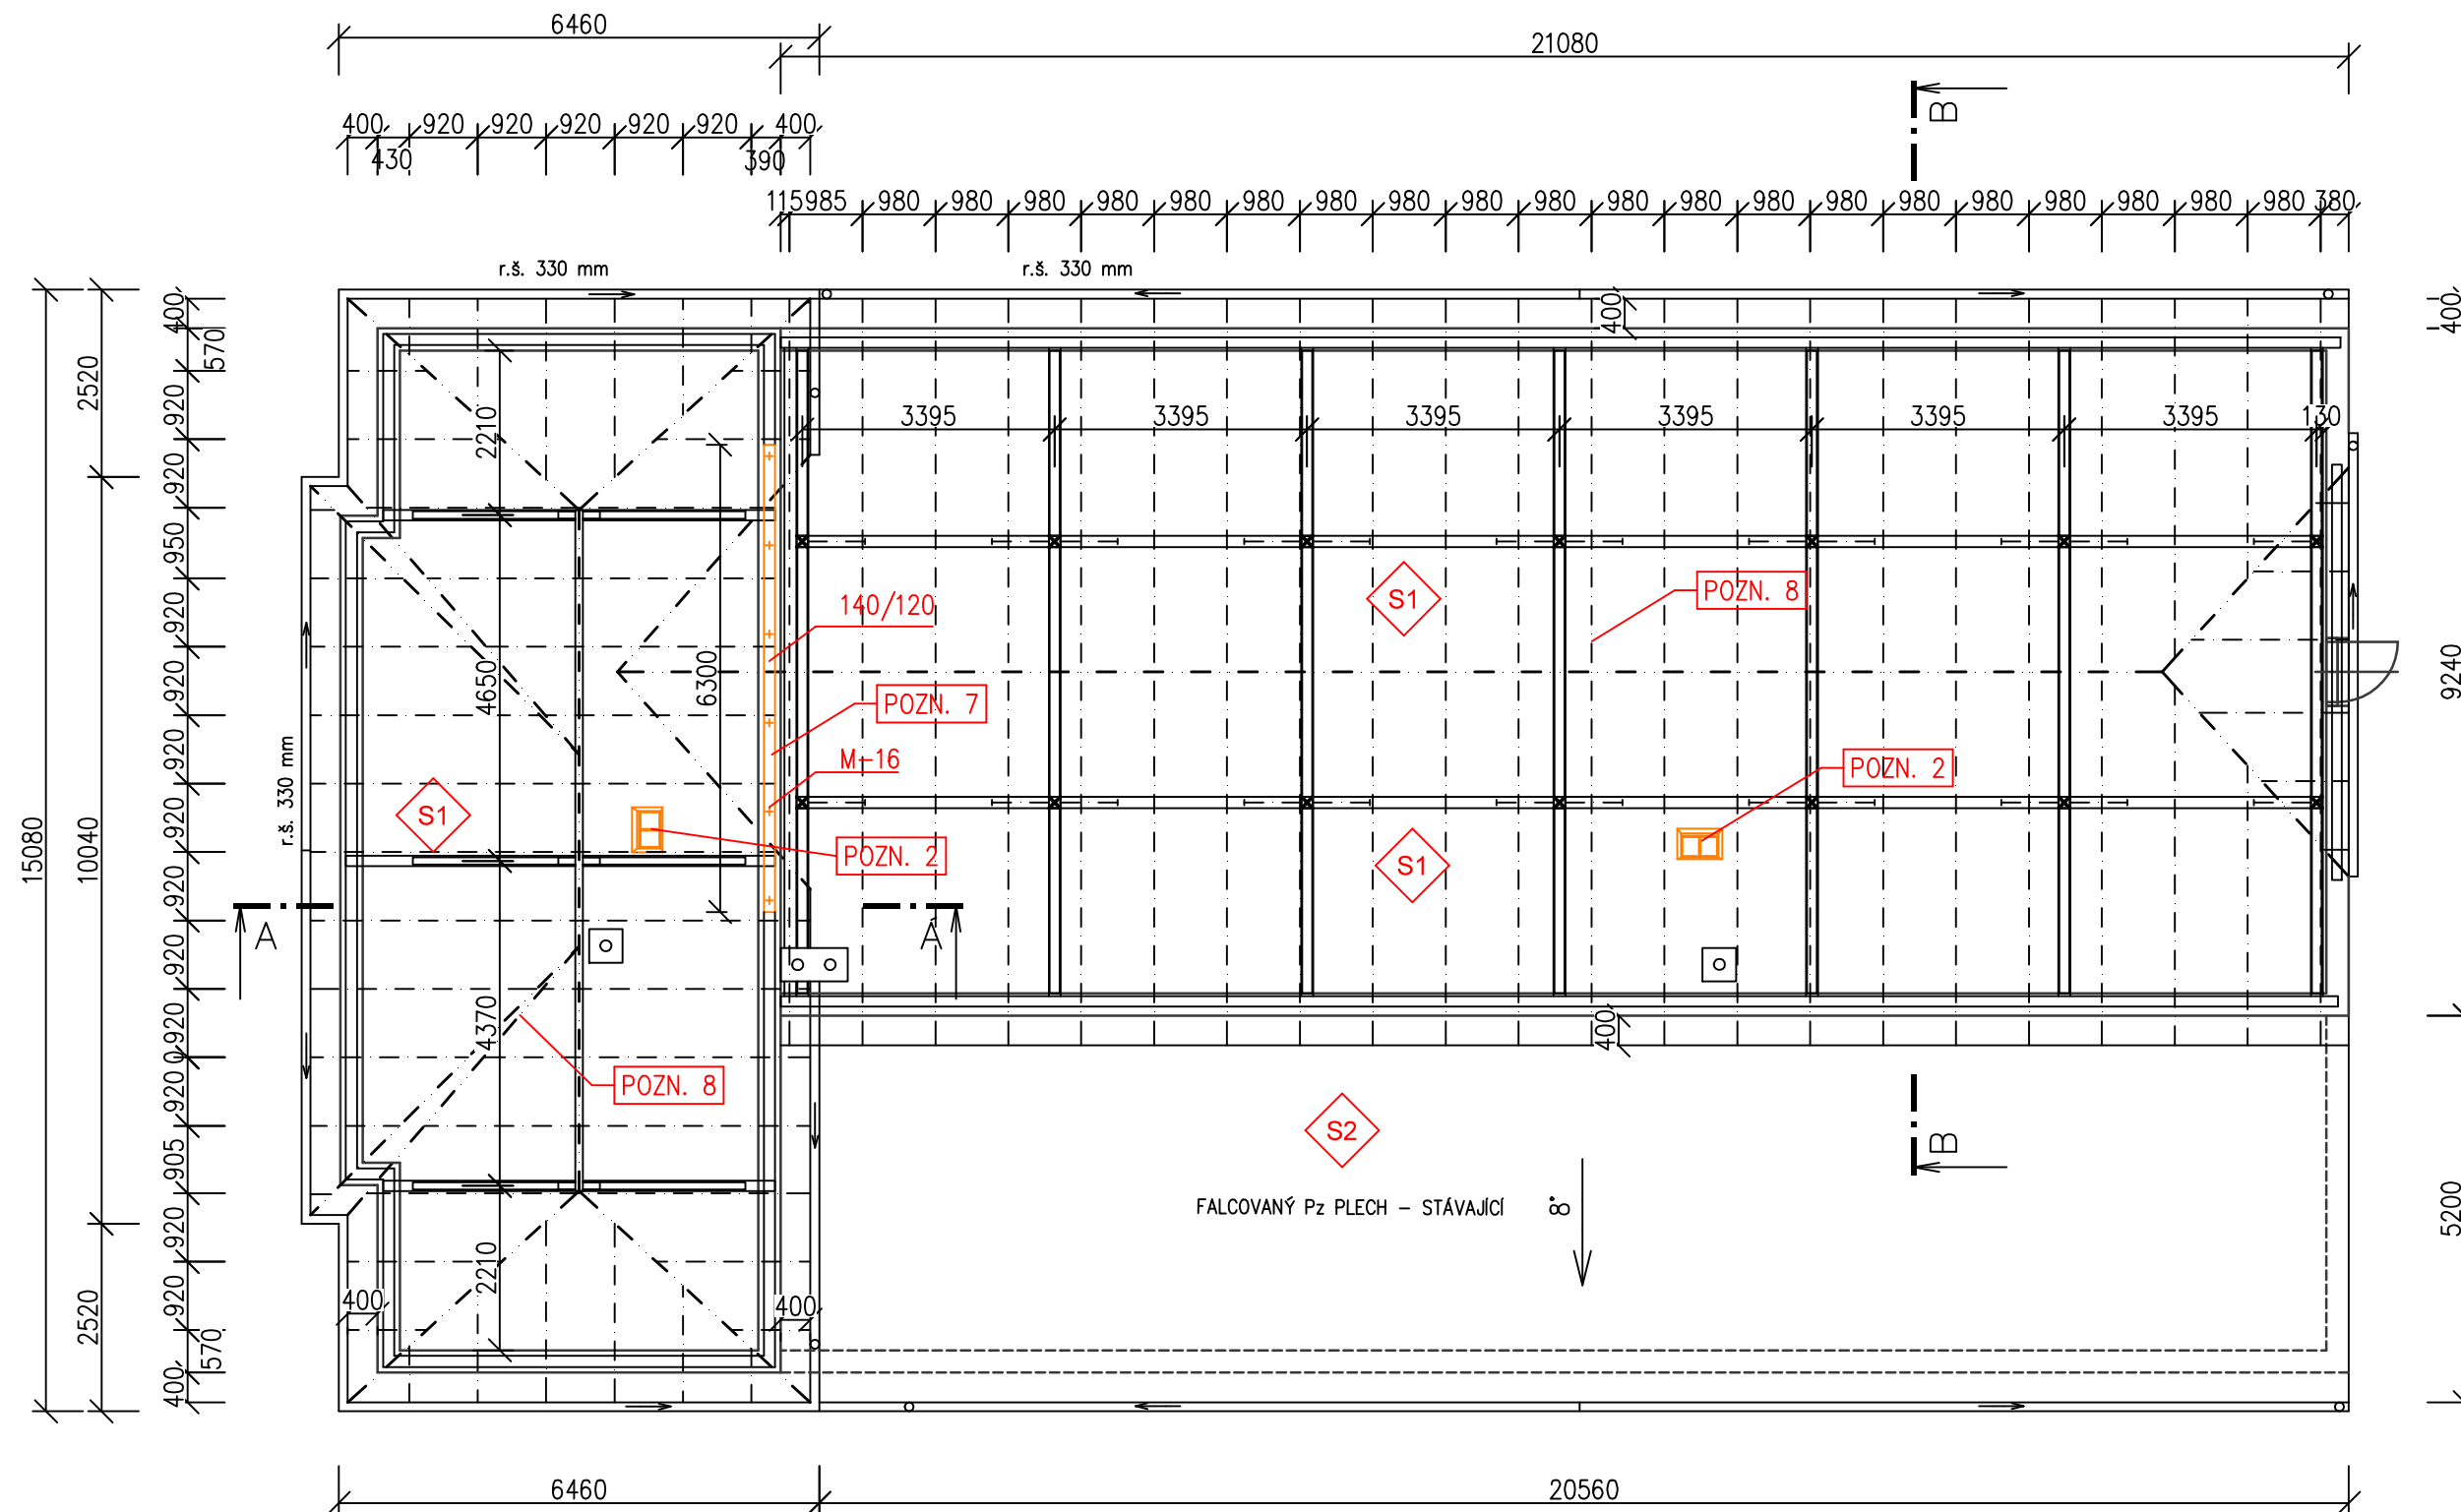 6460
21080
B
400 920 920 920 920 920 400
430 390
115 985 980 980 980 980 980 980 980 980 980 980 980 980 980 980 980 980 980 980 980 980 380
r.š. 330 mm
r.š. 330 mm
400
570
400
400
2520
920
2210
3395 3395 3395 3395 3395 3395 130
920
950
S1
POZN. 8
140/120
920
4650
6300
9240
920
POZN. 7
920
M-16
POZN. 2
r.š. 330 mm
S1
920
15080
10040
POZN. 2
S1
920
A
A
920
4370
400
920
POZN. 8
920
S2
B
905
FALCOVANÝ Pz PLECH – STÁVAJÍCÍ
8°
5200
920
2210
920
400
400
2520
570
400
6460
20560